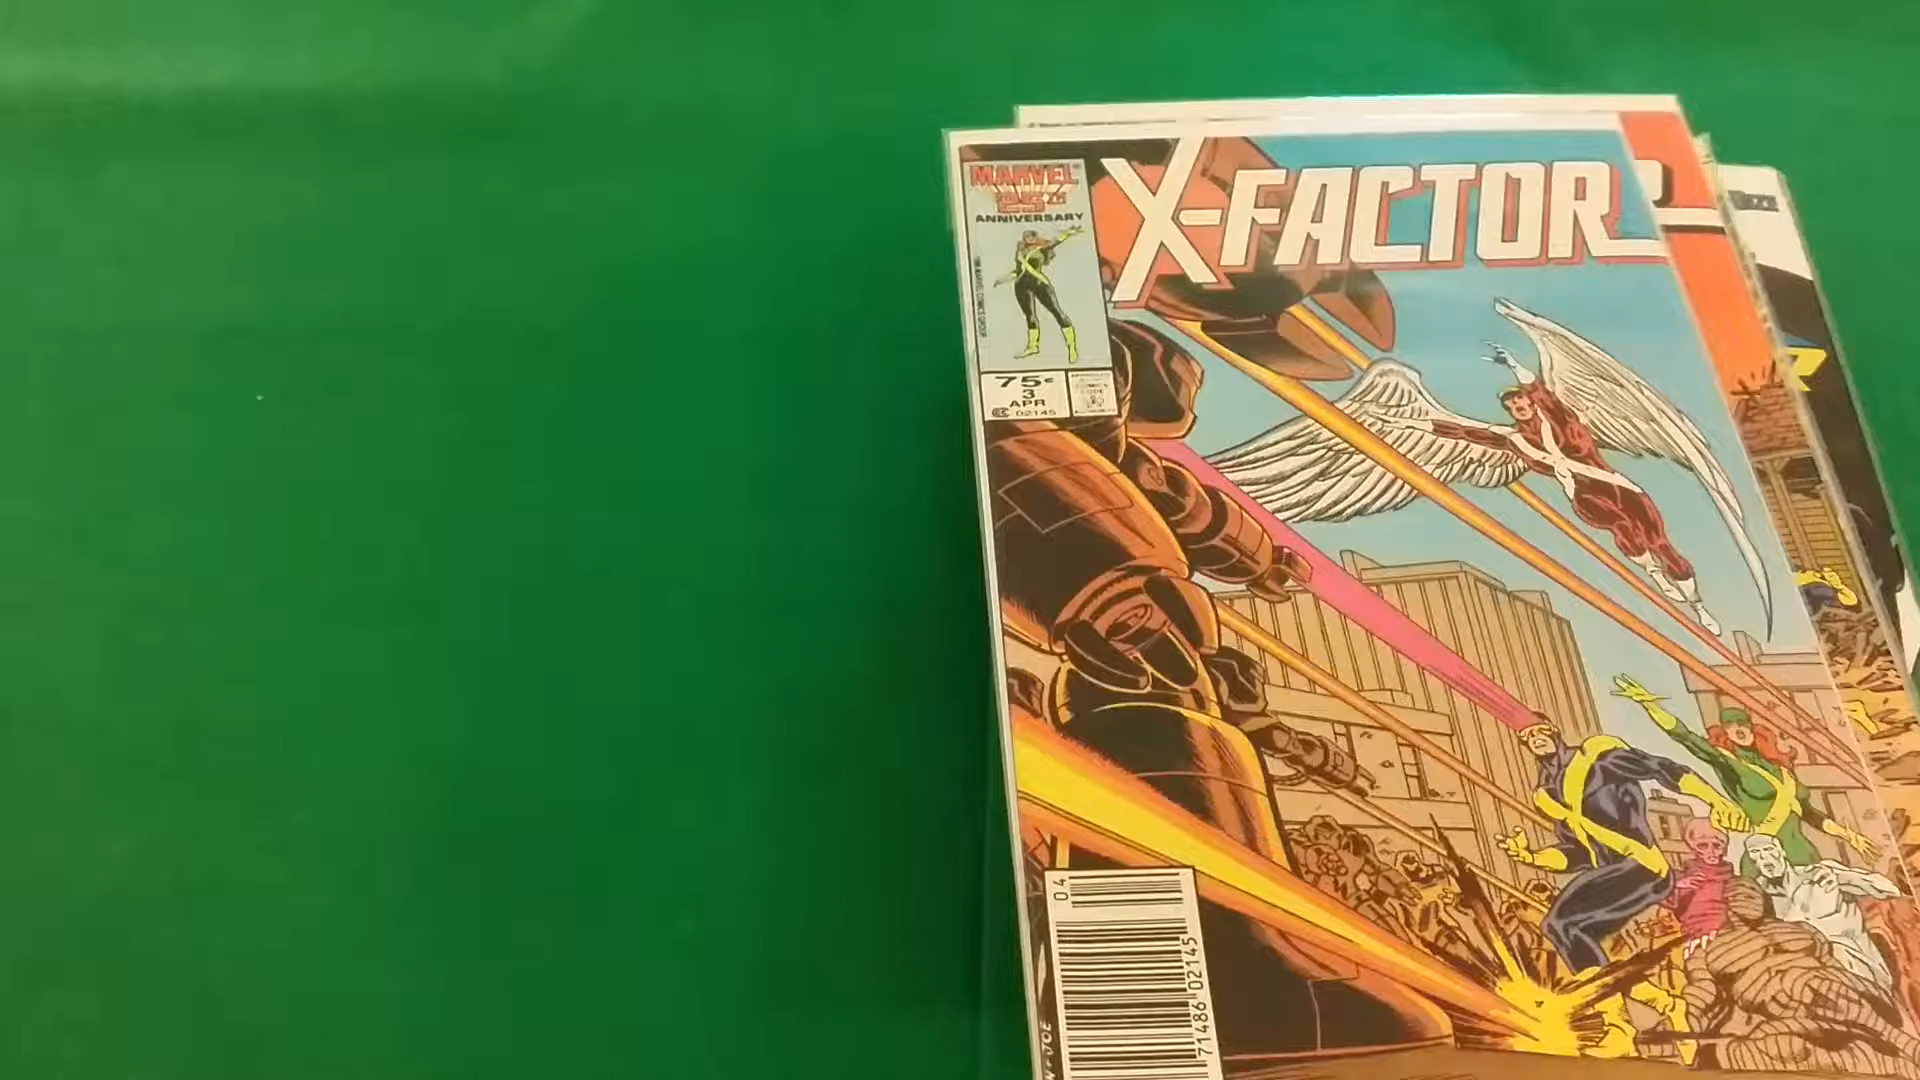 X-FACTOR
MARVEL
25TH
ANNIVERSARY
75¢
3
APR
02145
04
71486 02145